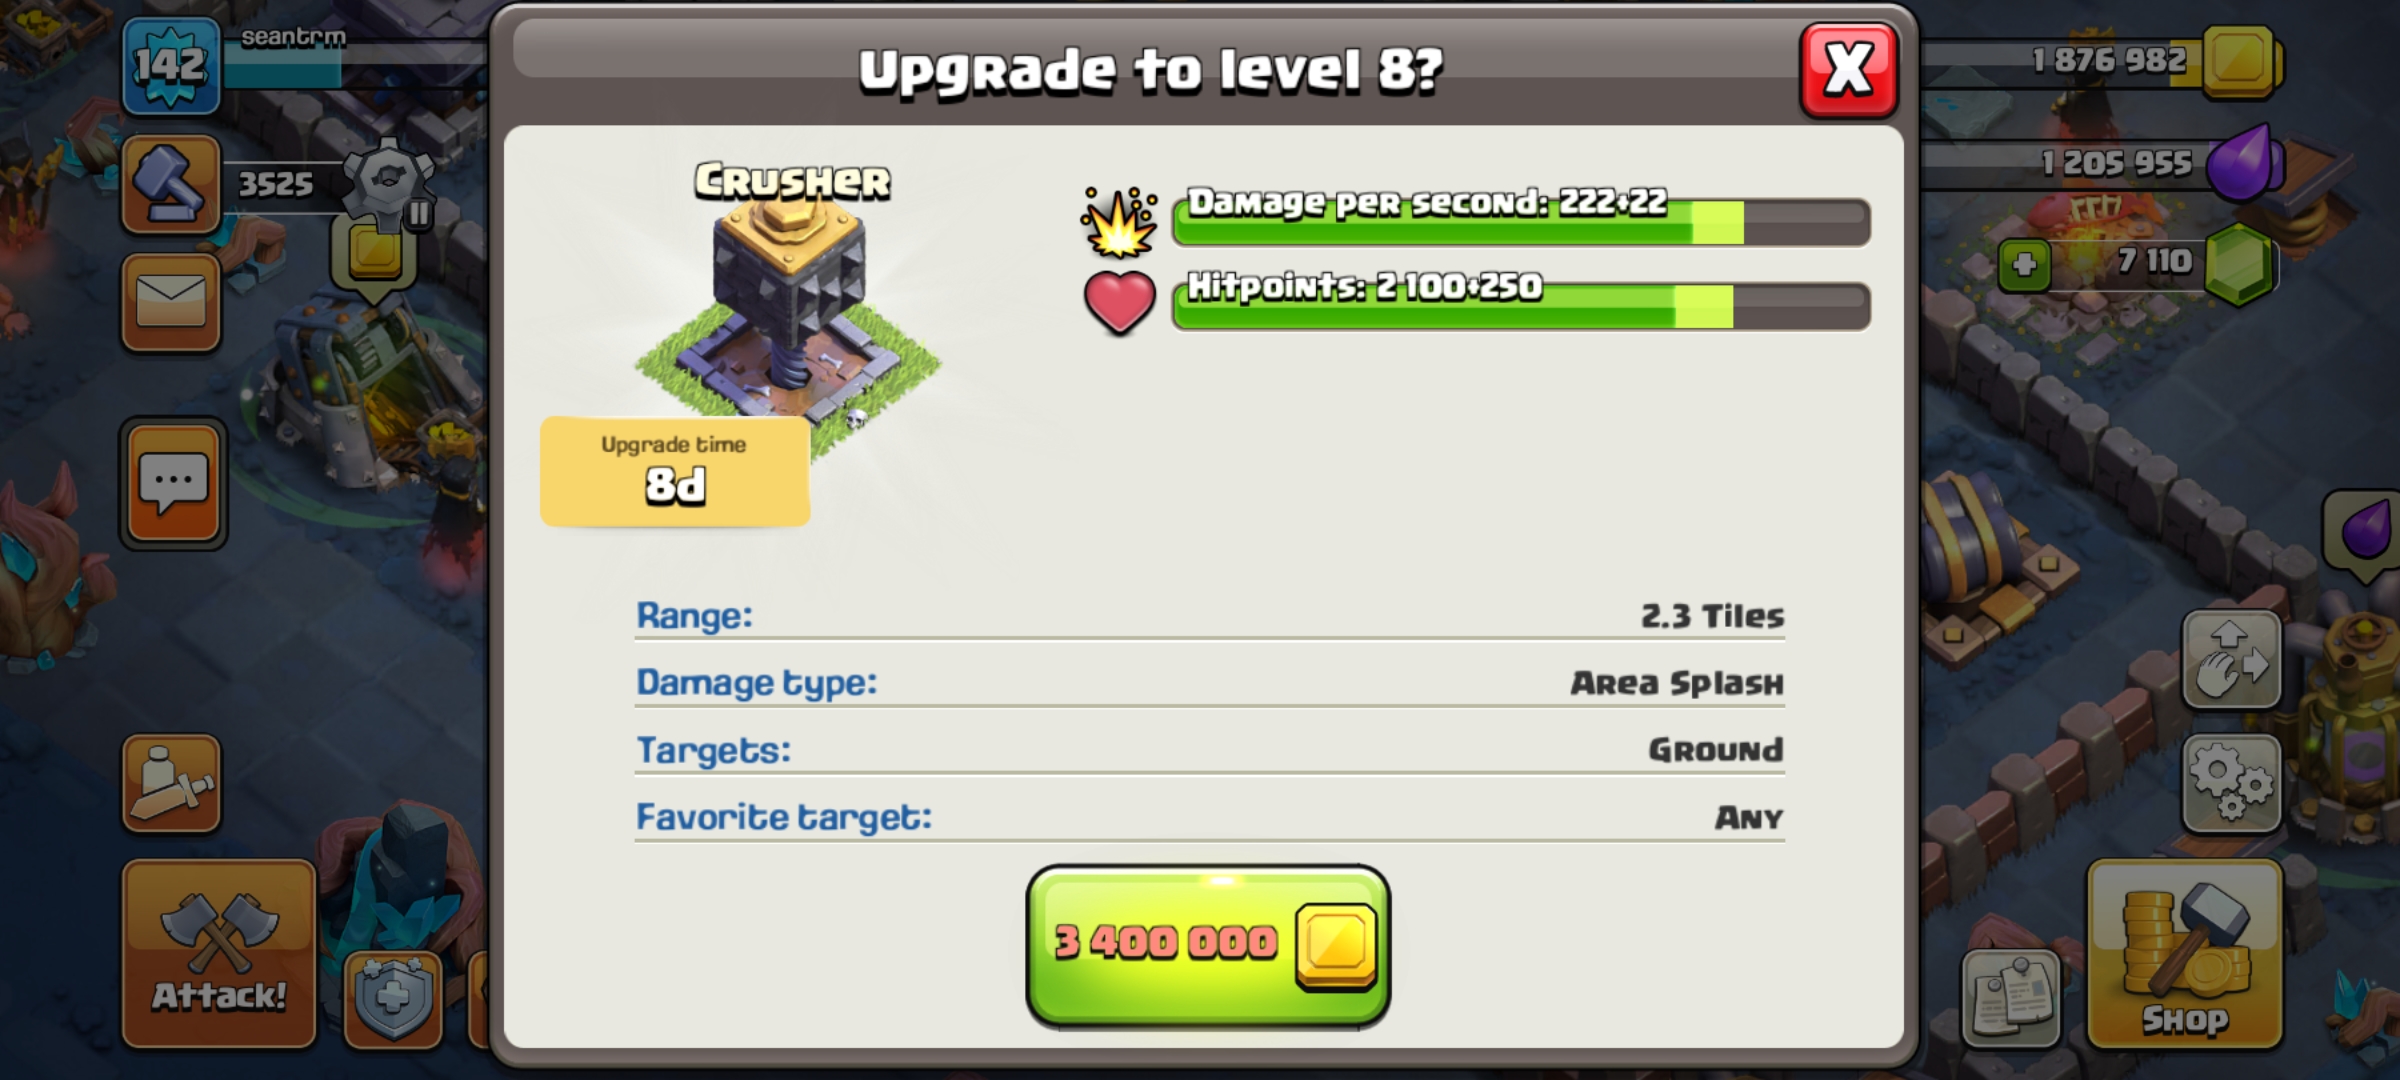 142
seantrm
3525
Upgrade to level 8?
X
1 876 982
1 205 955
7 110
Crusher
Damage per second: 222+22
Hitpoints: 2 100+250
Upgrade time
8d
Range: 2.3 Tiles
Damage type: Area Splash
Targets: Ground
Favorite target: Any
3 400 000
Attack!
Shop